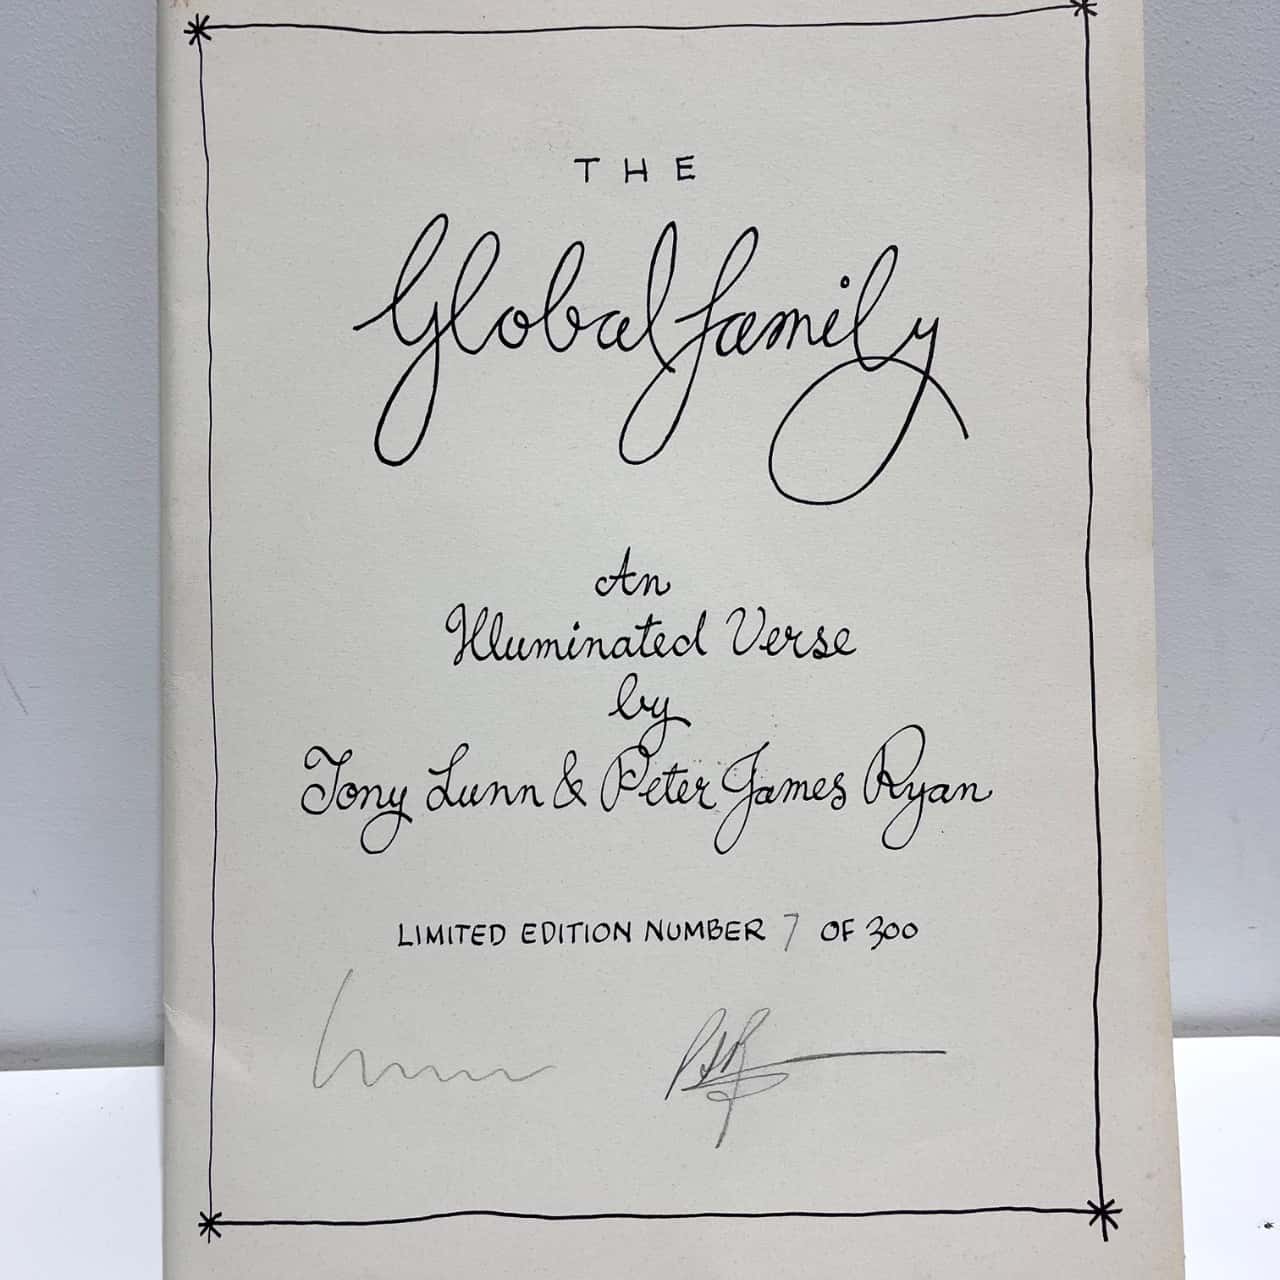 THE
Global family
An
Illuminated Verse
by
Tony Lunn & Peter James Ryan
LIMITED EDITION NUMBER 7 OF 300